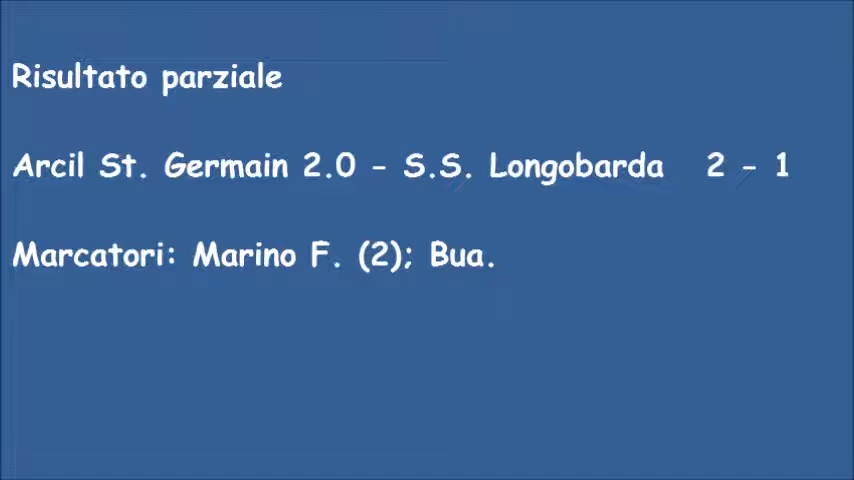 Risultato parziale
Arcil St. Germain 2.0 - S.S. Longobarda 2 - 1
Marcatori: Marino F. (2); Bua.